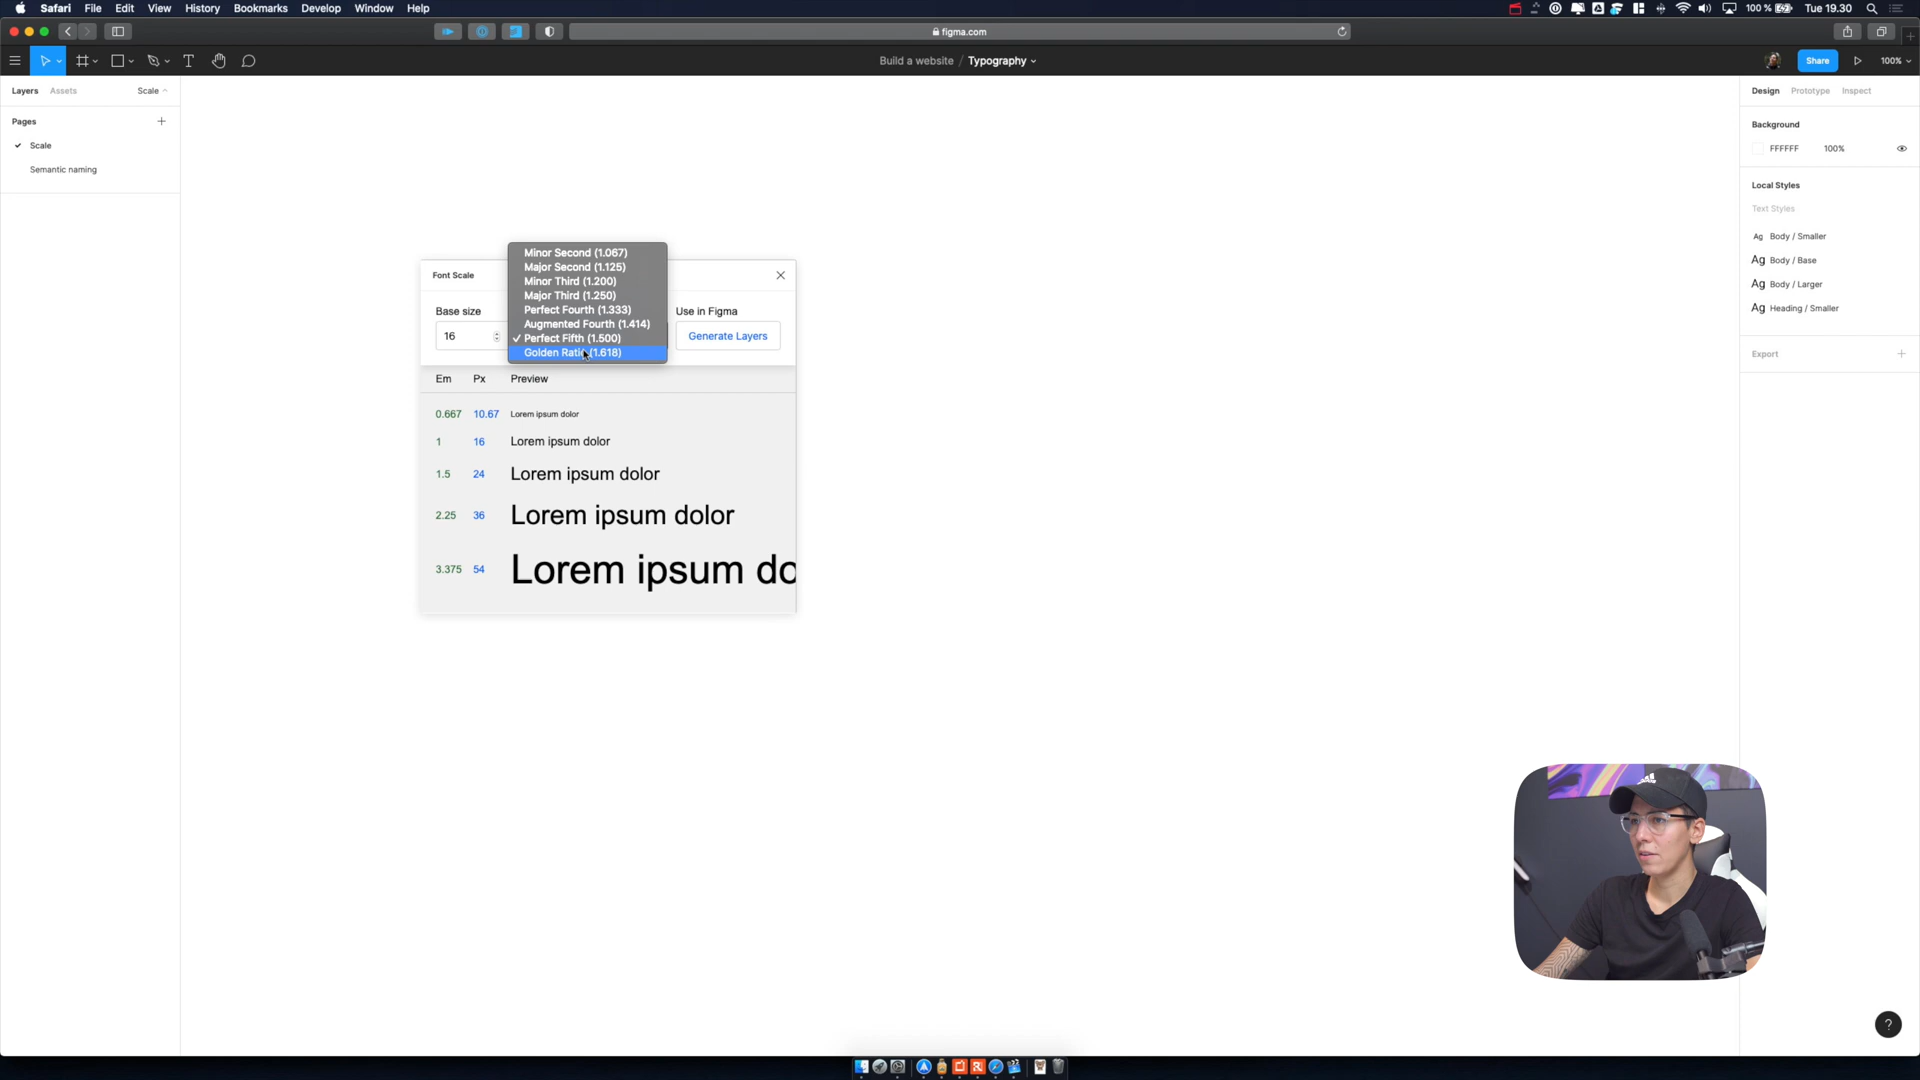 Safari File Edit View History Bookmarks Develop Window Help 100 % Tue 19.30
figma.com
Build a website / Typography Share 100%
Layers Assets Scale
Pages
Scale
Semantic naming
Design Prototype Inspect
Background
FFFFFF 100%
Local Styles
Text Styles
Ag Body / Smaller
Ag Body / Base
Ag Body / Larger
Ag Heading / Smaller
Export
Font Scale
Base size
16
Minor Second (1.067)
Major Second (1.125)
Minor Third (1.200)
Major Third (1.250)
Perfect Fourth (1.333)
Augmented Fourth (1.414)
Perfect Fifth (1.500)
Golden Ratio (1.618)
Use in Figma
Generate Layers
Em Px Preview
0.667 10.67 Lorem ipsum dolor
1 16 Lorem ipsum dolor
1.5 24 Lorem ipsum dolor
2.25 36 Lorem ipsum dolor
3.375 54 Lorem ipsum do
?